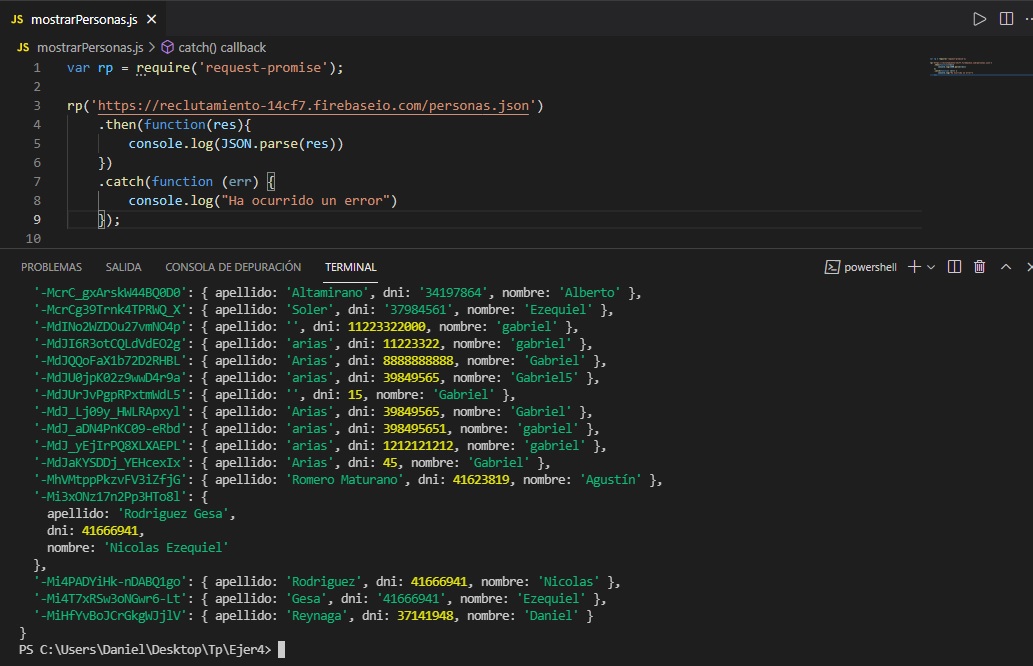 JS mostrarPersonas.js ×
JS mostrarPersonas.js > catch() callback
1 var rp = require('request-promise');
2
3 rp('https://reclutamiento-14cf7.firebaseio.com/personas.json')
4 .then(function(res){
5 console.log(JSON.parse(res))
6 })
7 .catch(function (err) {
8 console.log("Ha ocurrido un error")
9 });
10
PROBLEMAS SALIDA CONSOLA DE DEPURACIÓN TERMINAL powershell
'-McrC_gxArskW44BQ0D0': { apellido: 'Altamirano', dni: '34197864', nombre: 'Alberto' },
'-McrCg39Trnk4TPRWQ_X': { apellido: 'Soler', dni: '37984561', nombre: 'Ezequiel' },
'-MdINo2WZDOu27vmNO4p': { apellido: '', dni: 11223322000, nombre: 'gabriel' },
'-MdJI6R3otCQLdVdEO2g': { apellido: 'arias', dni: 11223322, nombre: 'gabriel' },
'-MdJQQoFaX1b72D2RHBL': { apellido: 'Arias', dni: 8888888888, nombre: 'Gabriel' },
'-MdJU0jpK02z9wwD4r9a': { apellido: 'arias', dni: 39849565, nombre: 'Gabriel5' },
'-MdJUrJvPgpRPxtmWdL5': { apellido: '', dni: 15, nombre: 'Gabriel' },
'-MdJ_Lj09y_HWLRApxyl': { apellido: 'Arias', dni: 39849565, nombre: 'Gabriel' },
'-MdJ_aDN4PnKC09-eRbd': { apellido: 'arias', dni: 398495651, nombre: 'gabriel' },
'-MdJ_yEjIrPQ8XLXAEPL': { apellido: 'arias', dni: 1212121212, nombre: 'gabriel' },
'-MdJaKYSDDj_YEHcexIx': { apellido: 'Arias', dni: 45, nombre: 'Gabriel' },
'-MhVMtppPkzvFV3iZfjG': { apellido: 'Romero Maturano', dni: 41623819, nombre: 'Agustín' },
'-Mi3xONz17n2Pp3HTo8l': {
apellido: 'Rodriguez Gesa',
dni: 41666941,
nombre: 'Nicolas Ezequiel'
},
'-Mi4PADYiHk-nDABQ1go': { apellido: 'Rodriguez', dni: 41666941, nombre: 'Nicolas' },
'-Mi4T7xRSw3oNGwr6-Lt': { apellido: 'Gesa', dni: '41666941', nombre: 'Ezequiel' },
'-MiHfYvBoJCrGkgWJjlV': { apellido: 'Reynaga', dni: 37141948, nombre: 'Daniel' }
}
PS C:\Users\Daniel\Desktop\Tp\Ejer4>